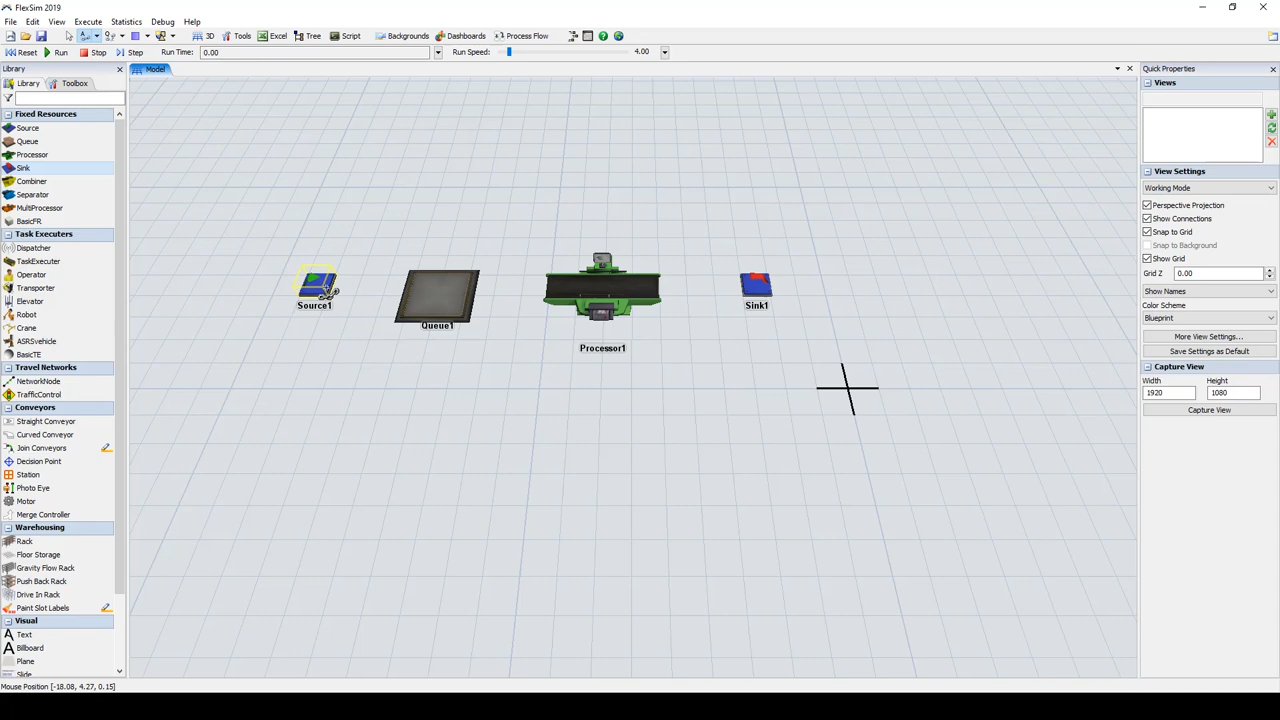 FlexSim 2019
File Edit View Execute Statistics Debug Help
3D Tools Excel Tree Script Backgrounds Dashboards Process Flow
Reset Run Stop Step Run Time: 0.00 Run Speed: 4.00
Library
Library Toolbox
Fixed Resources
Source
Queue
Processor
Sink
Combiner
Separator
MultiProcessor
BasicFR
Task Executers
Dispatcher
TaskExecuter
Operator
Transporter
Elevator
Robot
Crane
ASRSvehicle
BasicTE
Travel Networks
NetworkNode
TrafficControl
Conveyors
Straight Conveyor
Curved Conveyor
Join Conveyors
Decision Point
Station
Photo Eye
Motor
Merge Controller
Warehousing
Rack
Floor Storage
Gravity Flow Rack
Push Back Rack
Drive In Rack
Paint Slot Labels
Visual
Text
Billboard
Plane
Slide
Model
Source1
Queue1
Processor1
Sink1
Quick Properties
Views
View Settings
Working Mode
Perspective Projection
Show Connections
Snap to Grid
Snap to Background
Show Grid
Grid Z 0.00
Show Names
Color Scheme
Blueprint
More View Settings...
Save Settings as Default
Capture View
Width Height
1920 1080
Capture View
Mouse Position [-18.08, 4.27, 0.15]